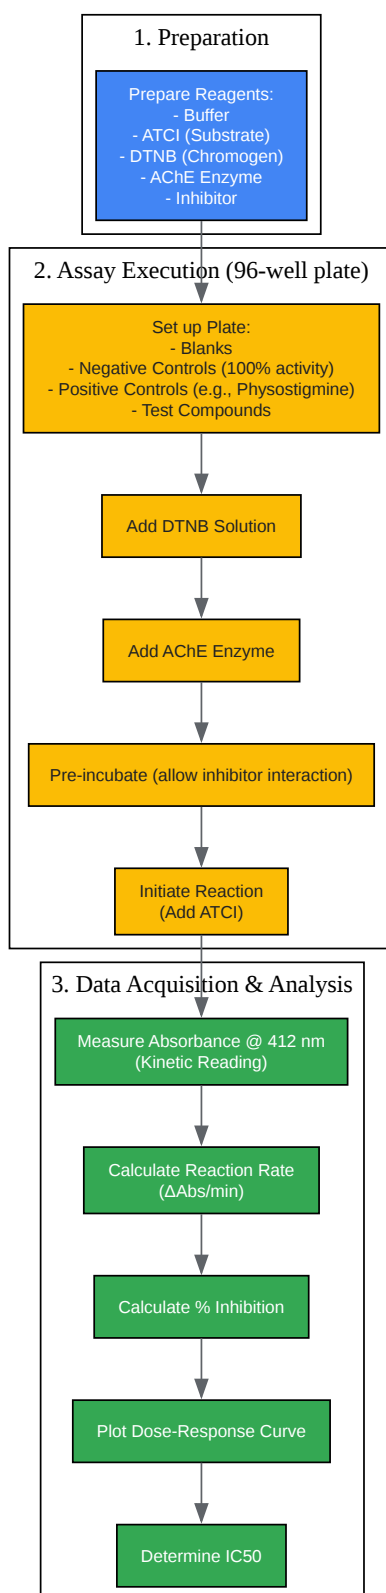 1. Preparation
Prepare Reagents:
- Buffer
- ATCI (Substrate)
- DTNB (Chromogen)
- AChE Enzyme
- Inhibitor
2. Assay Execution (96-well plate)
Set up Plate:
- Blanks
- Negative Controls (100% activity)
- Positive Controls (e.g., Physostigmine)
- Test Compounds
Add DTNB Solution
Add AChE Enzyme
Pre-incubate (allow inhibitor interaction)
Initiate Reaction
(Add ATCI)
3. Data Acquisition & Analysis
Measure Absorbance @ 412 nm
(Kinetic Reading)
Calculate Reaction Rate
(ΔAbs/min)
Calculate % Inhibition
Plot Dose-Response Curve
Determine IC50